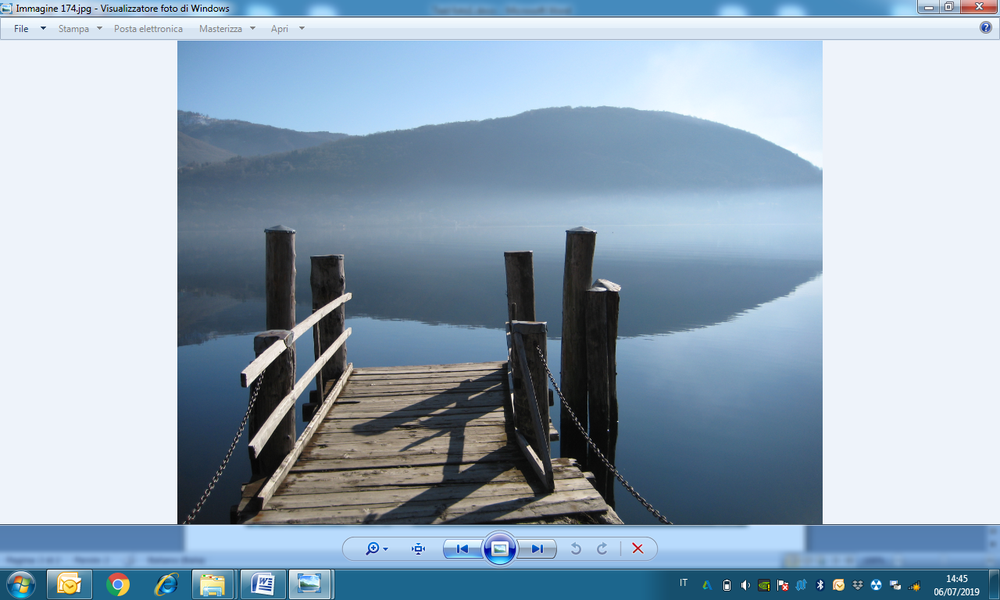 Immagine 174.jpg - Visualizzatore foto di Windows
File Stampa Posta elettronica Masterizza Apri
IT
14:45
06/07/2019